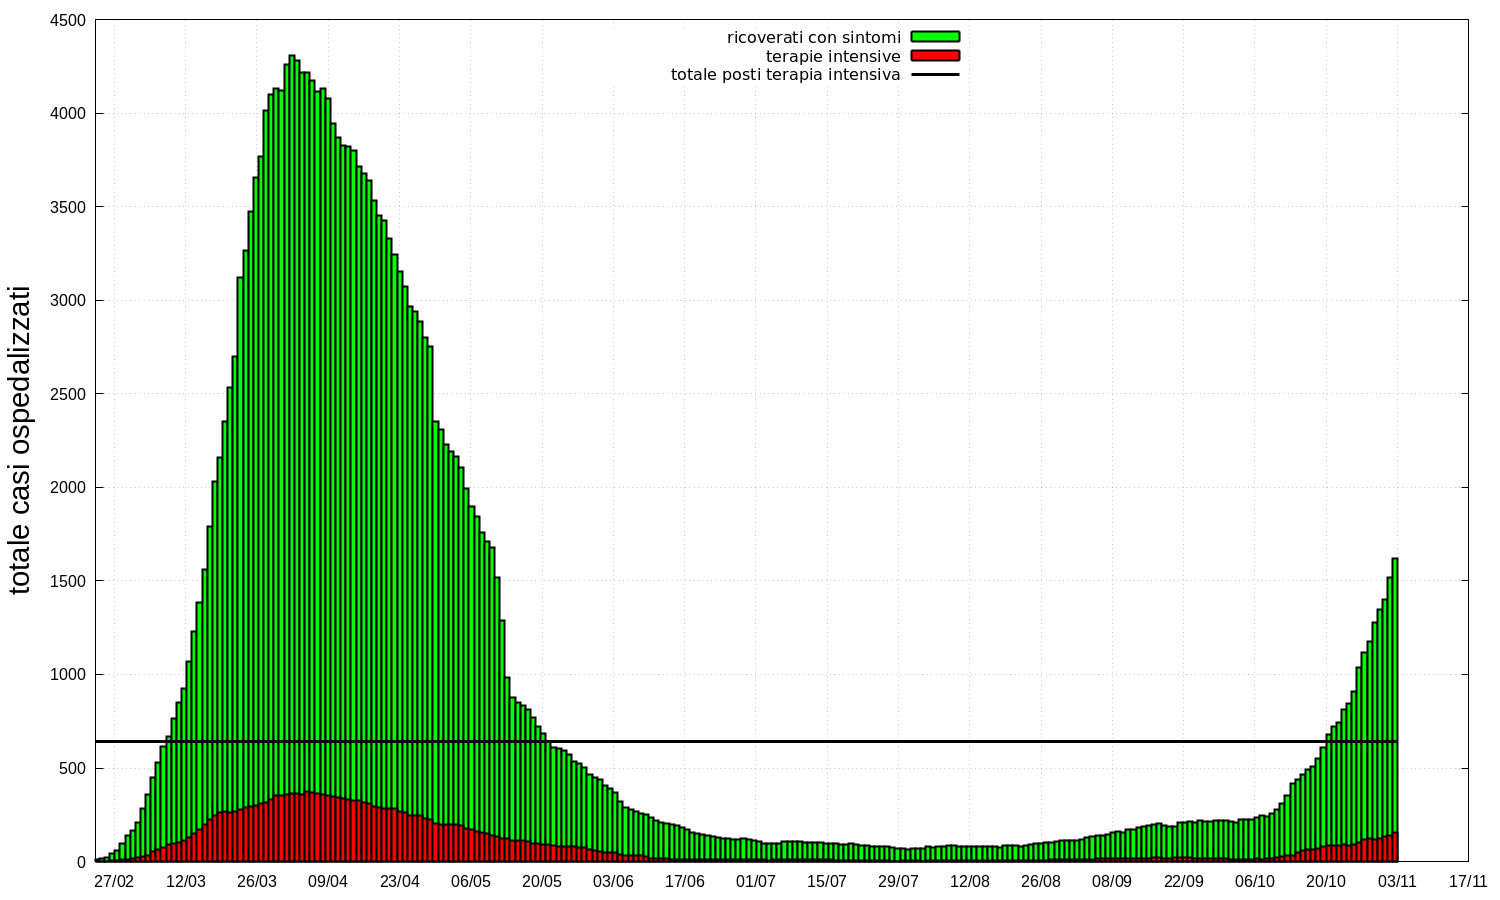 ricoverati con sintomi
terapie intensive
totale posti terapia intensiva
totale casi ospedalizzati
4500
4000
3500
3000
2500
2000
1500
1000
500
0
27/02 12/03 26/03 09/04 23/04 06/05 20/05 03/06 17/06 01/07 15/07 29/07 12/08 26/08 08/09 22/09 06/10 20/10 03/11 17/11